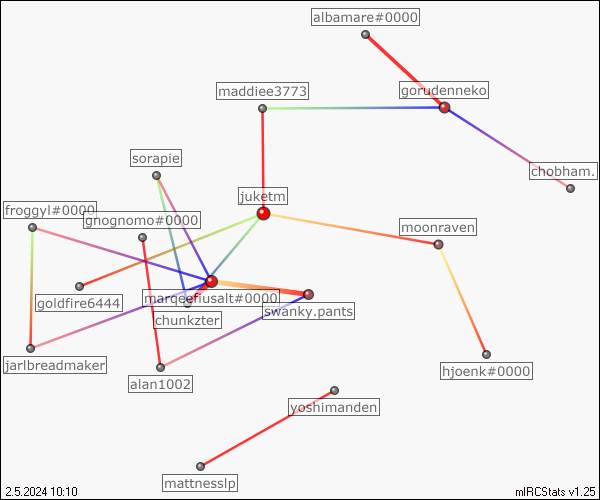 albamare#0000
maddiee3773
gorudenneko
sorapie
chobham.
juketm
froggyl#0000
ghognomo#0000
moonraven
goldfire6444
marqeefiusalt#0000
swanky.pants
chunkzter
jarlbreadmaker
alan1002
hjoenk#0000
yoshimanden
mattnesslp
2.5.2024 10:10
mIRCStats v1.25